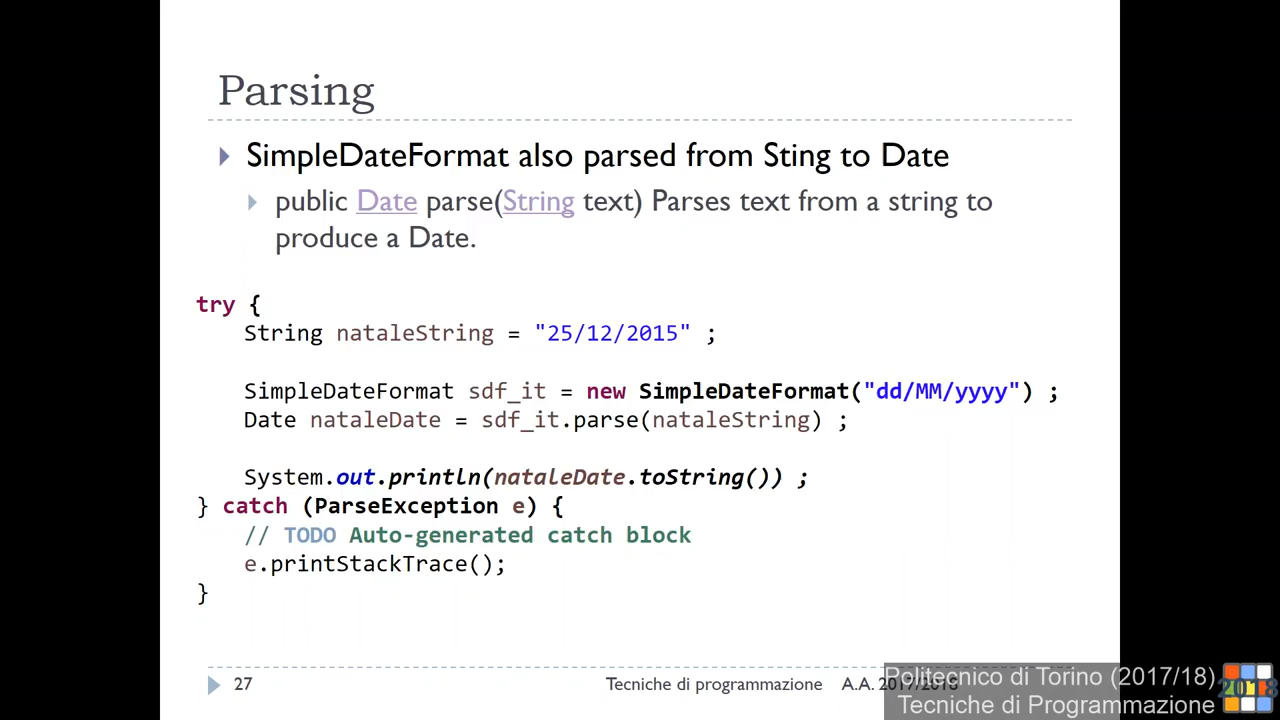 Parsing
SimpleDateFormat also parsed from Sting to Date
public Date parse(String text) Parses text from a string to
produce a Date.
try {
String nataleString = "25/12/2015" ;
SimpleDateFormat sdf_it = new SimpleDateFormat("dd/MM/yyyy") ;
Date nataleDate = sdf_it.parse(nataleString) ;
System.out.println(nataleDate.toString()) ;
} catch (ParseException e) {
// TODO Auto-generated catch block
e.printStackTrace();
}
27
Tecniche di programmazione A.A. 2017/2018
Politecnico di Torino (2017/18)
Tecniche di Programmazione
2018